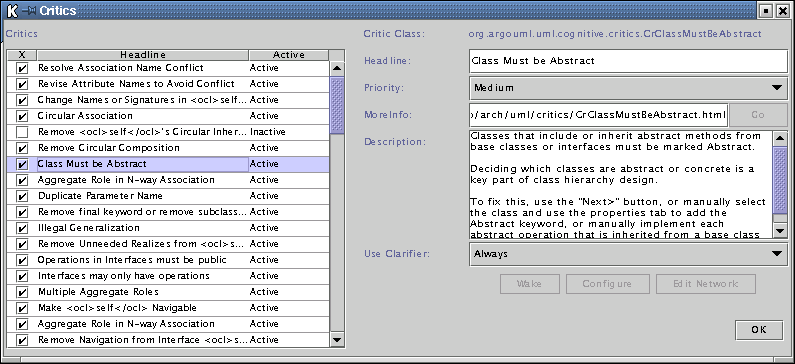 Critics
Critics
X Headline Active
Resolve Association Name Conflict Active
Revise Attribute Names to Avoid Conflict Active
Change Names or Signatures in <ocl>self... Active
Circular Association Active
Remove <ocl>self</ocl>'s Circular Inher... Inactive
Remove Circular Composition Active
Class Must be Abstract Active
Aggregate Role in N-way Association Active
Duplicate Parameter Name Active
Remove final keyword or remove subclass... Active
Illegal Generalization Active
Remove Unneeded Realizes from <ocl>s... Active
Operations in Interfaces must be public Active
Interfaces may only have operations Active
Multiple Aggregate Roles Active
Make <ocl>self</ocl> Navigable Active
Aggregate Role in N-way Association Active
Remove Navigation from Interface <ocl>s... Active
Critic Class: org.argouml.uml.cognitive.critics.CrClassMustBeAbstract
Headline: Class Must be Abstract
Priority: Medium
MoreInfo: o/arch/uml/critics/CrClassMustBeAbstract.html Go
Description: Classes that include or inherit abstract methods from
base classes or interfaces must be marked Abstract.
Deciding which classes are abstract or concrete is a
key part of class hierarchy design.
To fix this, use the "Next>" button, or manually select
the class and use the properties tab to add the
Abstract keyword, or manually implement each
abstract operation that is inherited from a base class
Use Clarifier: Always
Wake Configure Edit Network
OK